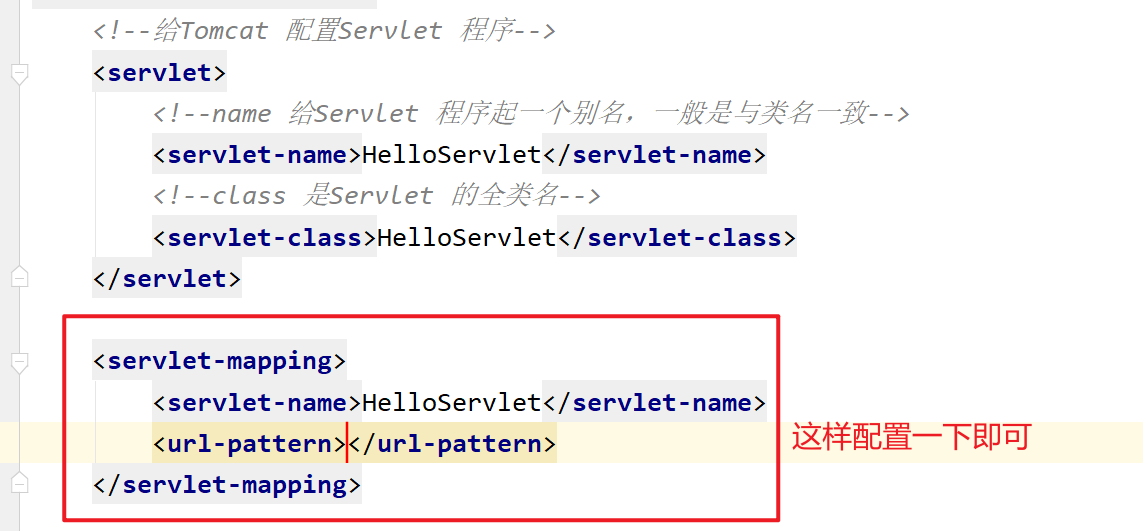 <!--给Tomcat 配置Servlet 程序-->
<servlet>
<!--name 给Servlet 程序起一个别名，一般是与类名一致-->
<servlet-name>HelloServlet</servlet-name>
<!--class 是Servlet 的全类名-->
<servlet-class>HelloServlet</servlet-class>
</servlet>
<servlet-mapping>
<servlet-name>HelloServlet</servlet-name>
<url-pattern></url-pattern>
这样配置一下即可
</servlet-mapping>